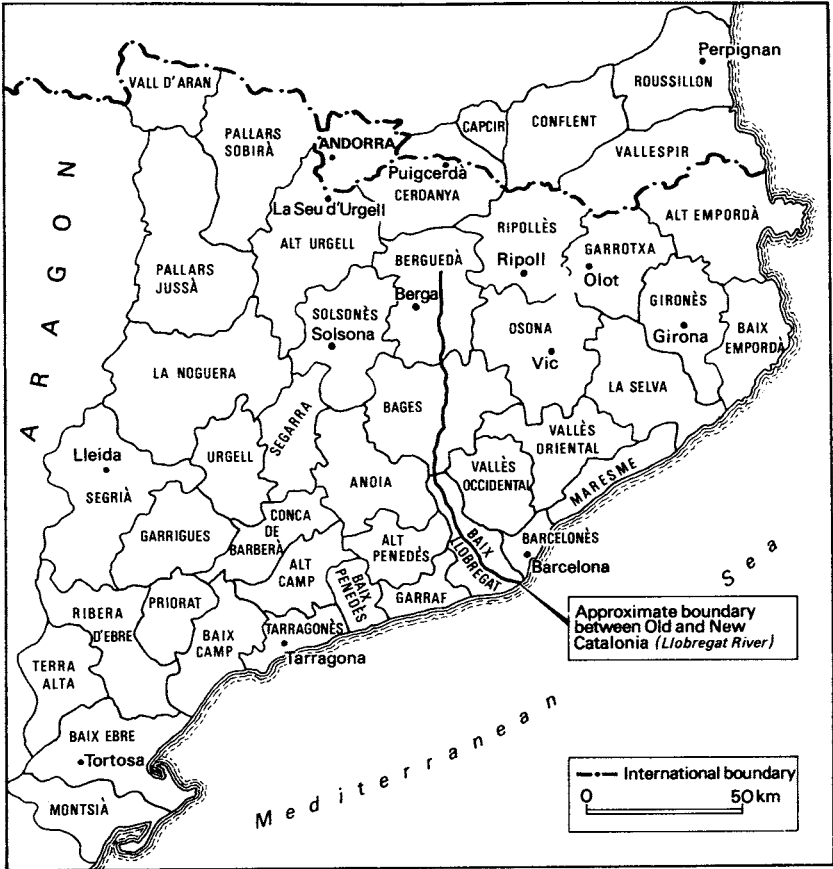 Perpignan
VALL D'ARAN
ROUSSILLON
PALLARS
SOBIRÀ
CAPCIR
CONFLENT
ANDORRA
VALLESPIR
Puigcerdà
CERDANYA
La Seu d'Urgell
ALT URGELL
RIPOLLÈS
ALT EMPORDÀ
BERGUEDÀ
Ripoll
GARROTXA
Olot
PALLARS
JUSSÀ
ARAGON
Berga
GIRONÈS
Girona
SOLSONÈS
Solsona
OSONA
Vic
BAIX
EMPORDÀ
LA NOGUERA
LA SELVA
BAGES
SEGARRA
VALLÈS
ORIENTAL
Lleida
SEGRIÀ
URGELL
ANOIA
VALLÈS
OCCIDENTAL
MARESME
GARRIGUES
CONCA
DE
BARBERÀ
ALT
PENEDÉS
BAIX
LLOBREGAT
BARCELONÈS
Barcelona
ALT
CAMP
BAIX
PENEDÈS
GARRAF
RIBERA
D'EBRE
PRIORAT
BAIX
CAMP
TARRAGONÈS
Tarragona
TERRA
ALTA
BAIX EBRE
Tortosa
MONTSIÀ
Mediterranean Sea
Approximate boundary
between Old and New
Catalonia (Llobregat River)
International boundary
0 50 km